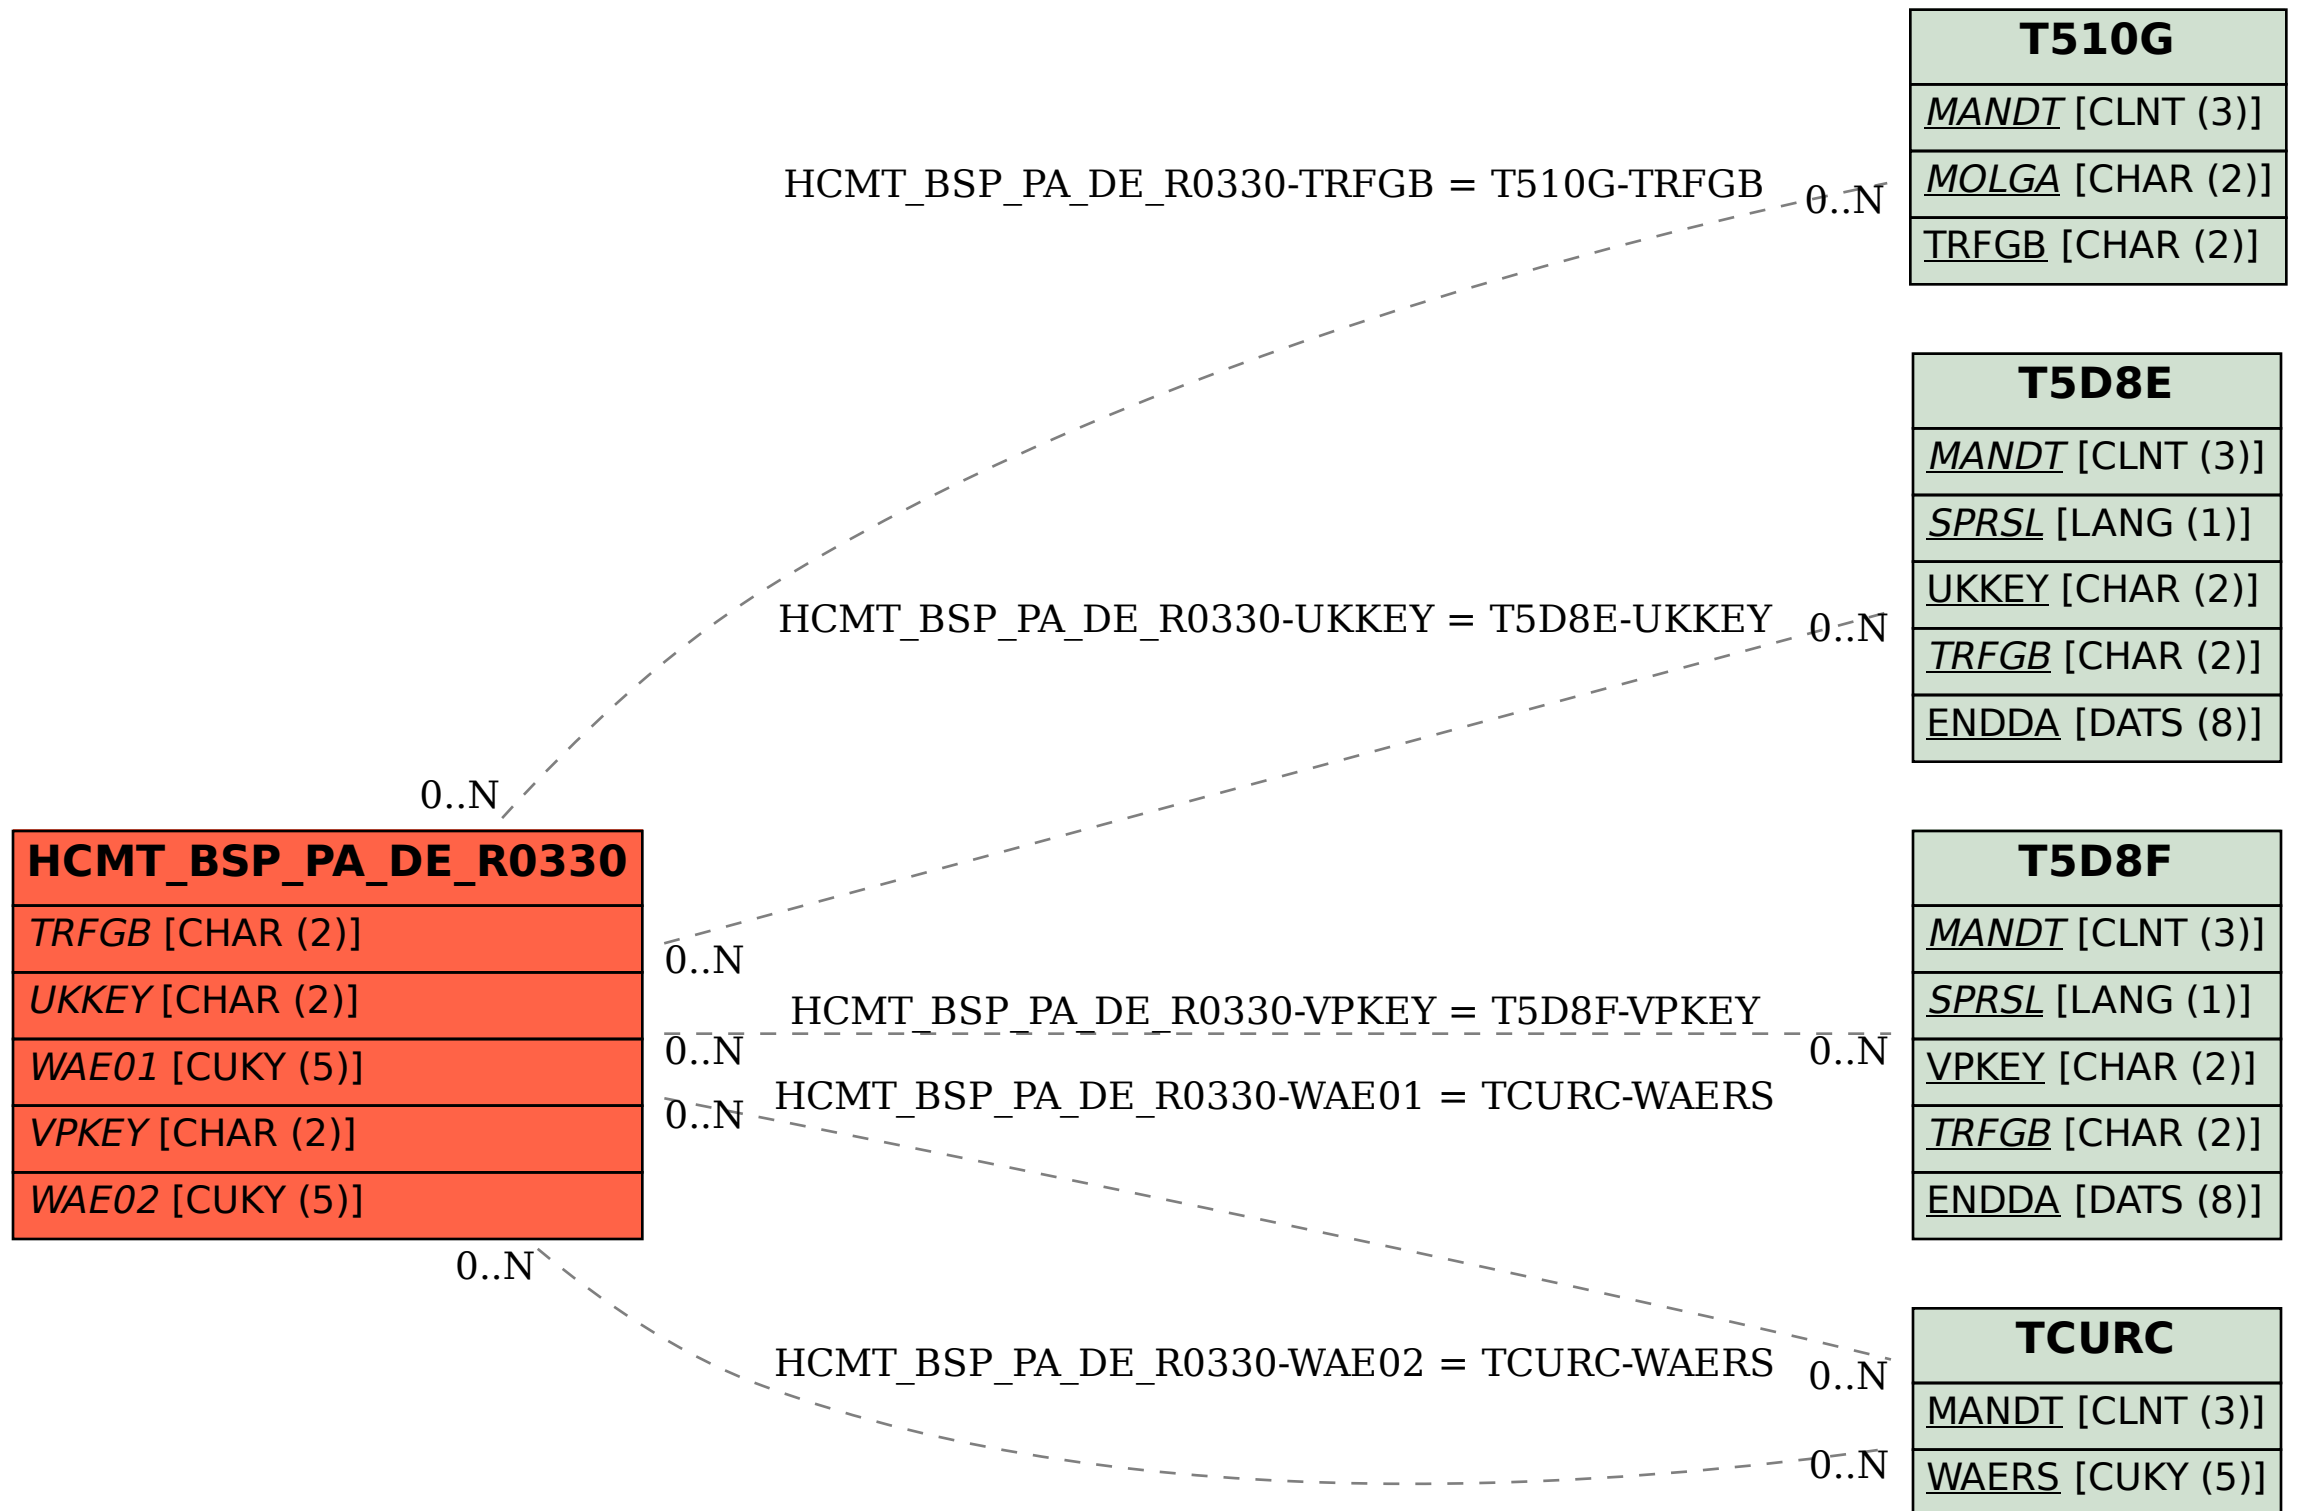 T510G
MANDT [CLNT (3)]
MOLGA [CHAR (2)]
TRFGB [CHAR (2)]
HCMT_BSP_PA_DE_R0330-TRFGB = T510G-TRFGB
0..N
0..N
T5D8E
MANDT [CLNT (3)]
SPRSL [LANG (1)]
UKKEY [CHAR (2)]
TRFGB [CHAR (2)]
ENDDA [DATS (8)]
HCMT_BSP_PA_DE_R0330-UKKEY = T5D8E-UKKEY
0..N
0..N
HCMT_BSP_PA_DE_R0330
TRFGB [CHAR (2)]
UKKEY [CHAR (2)]
WAE01 [CUKY (5)]
VPKEY [CHAR (2)]
WAE02 [CUKY (5)]
HCMT_BSP_PA_DE_R0330-VPKEY = T5D8F-VPKEY
0..N
0..N
T5D8F
MANDT [CLNT (3)]
SPRSL [LANG (1)]
VPKEY [CHAR (2)]
TRFGB [CHAR (2)]
ENDDA [DATS (8)]
HCMT_BSP_PA_DE_R0330-WAE01 = TCURC-WAERS
0..N
0..N
HCMT_BSP_PA_DE_R0330-WAE02 = TCURC-WAERS
0..N
0..N
TCURC
MANDT [CLNT (3)]
WAERS [CUKY (5)]